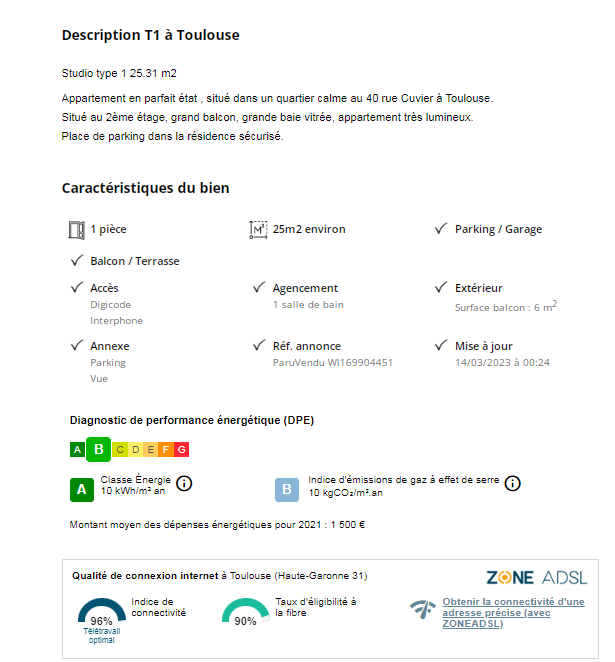 Description T1 à Toulouse
Studio type 1 25.31 m2
Appartement en parfait état , situé dans un quartier calme au 40 rue Cuvier à Toulouse.
Situé au 2ème étage, grand balcon, grande baie vitrée, appartement très lumineux.
Place de parking dans la résidence sécurisé.
Caractéristiques du bien
1 pièce
M²
25m2 environ
Parking / Garage
Balcon / Terrasse
Accès
Digicode
Interphone
Agencement
1 salle de bain
Extérieur
Surface balcon : 6 m²
Annexe
Parking
Vue
Réf. annonce
ParuVendu WI169904451
Mise à jour
14/03/2023 à 00:24
Diagnostic de performance énergétique (DPE)
A B C D E F G
A
Classe Énergie
10 kWh/m² an
B
Indice d'émissions de gaz à effet de serre
10 kgCO₂/m².an
Montant moyen des dépenses énergétiques pour 2021 : 1 500 €
Qualité de connexion internet à Toulouse (Haute-Garonne 31)
ZONE ADSL
96%
Télétravail
optimal
Indice de
connectivité
90%
Taux d'éligibilité à
la fibre
Obtenir la connectivité d'une
adresse précise (avec
ZONEADSL)